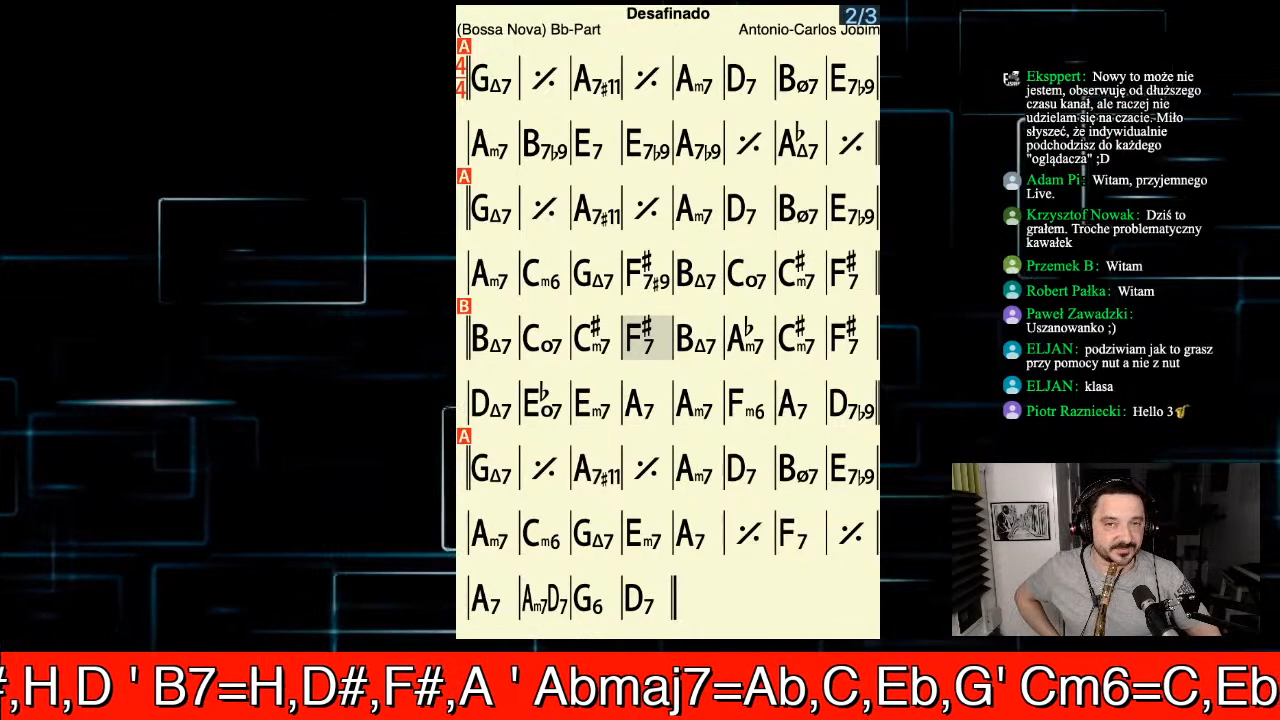 Desafinado
2/3
(Bossa Nova) Bb-Part
Antonio-Carlos Jobim
A
4/4 GΔ7 | 𝄎 | A7♯11 | 𝄎 | Am7 | D7 | Bø7 | E7♭9
Am7 | B7♭9 | E7 | E7♭9 | A7♭9 | 𝄎 | A♭Δ7 | 𝄎
A
GΔ7 | 𝄎 | A7♯11 | 𝄎 | Am7 | D7 | Bø7 | E7♭9
Am7 | Cm6 | GΔ7 | F♯7♯9 | BΔ7 | Co7 | C♯m7 | F♯7
B
BΔ7 | Co7 | C♯m7 | F♯7 | BΔ7 | A♭m7 | C♯m7 | F♯7
DΔ7 | E♭o7 | Em7 | A7 | Am7 | Fm6 | A7 | D7♭9
A
GΔ7 | 𝄎 | A7♯11 | 𝄎 | Am7 | D7 | Bø7 | E7♭9
Am7 | Cm6 | GΔ7 | Em7 | A7 | 𝄎 | F7 | 𝄎
A7 | Am7 D7 | G6 | D7
Eksppert: Nowy to może nie
jestem, obserwuję od dłuższego
czasu kanał, ale raczej nie
udzielam się na czacie. Miło
słyszeć, że indywidualnie
podchodzisz do każdego
"oglądacza" ;D
Adam Pi: Witam, przyjemnego
Live.
Krzysztof Nowak: Dziś to
grałem. Troche problematyczny
kawałek
Przemek B: Witam
Robert Pałka: Witam
Paweł Zawadzki:
Uszanowanko ;)
ELJAN: podziwiam jak to grasz
przy pomocy nut a nie z nut
ELJAN: klasa
Piotr Razniecki: Hello 3🎷
#,H,D ' B7=H,D#,F#,A ' Abmaj7=Ab,C,Eb,G' Cm6=C,Eb